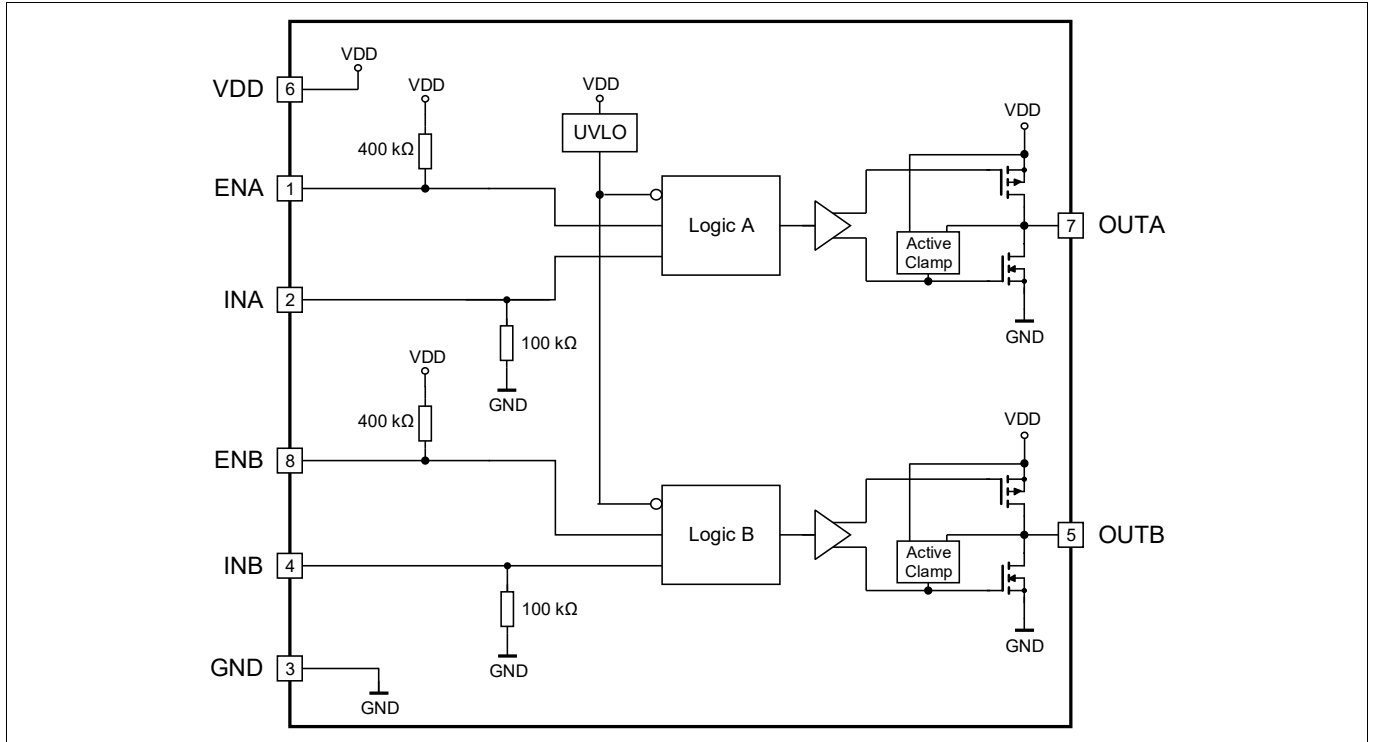 VDD
6
VDD
VDD
400 kΩ
ENA
1
VDD
UVLO
Logic A
VDD
Active
Clamp
7
OUTA
GND
INA
2
100 kΩ
GND
VDD
400 kΩ
ENB
8
Logic B
VDD
Active
Clamp
5
OUTB
GND
INB
4
100 kΩ
GND
GND
3
GND